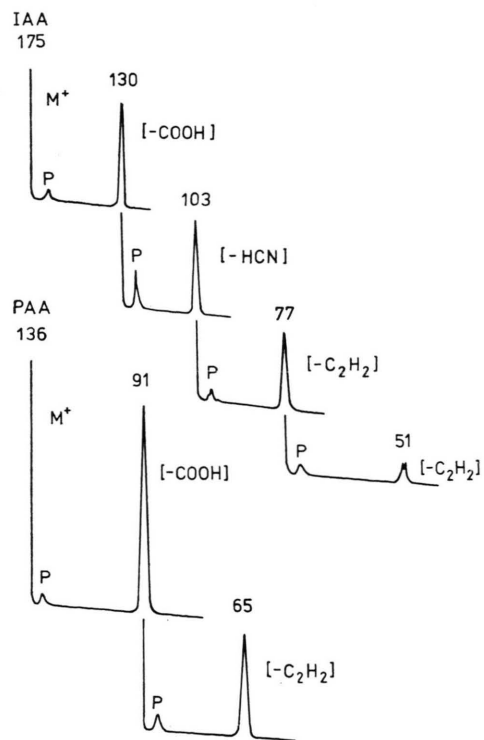 IAA
175
M⁺
P
130
[-COOH]
P
103
[-HCN]
P
77
[-C₂H₂]
P
51
[-C₂H₂]
PAA
136
M⁺
P
91
[-COOH]
P
65
[-C₂H₂]